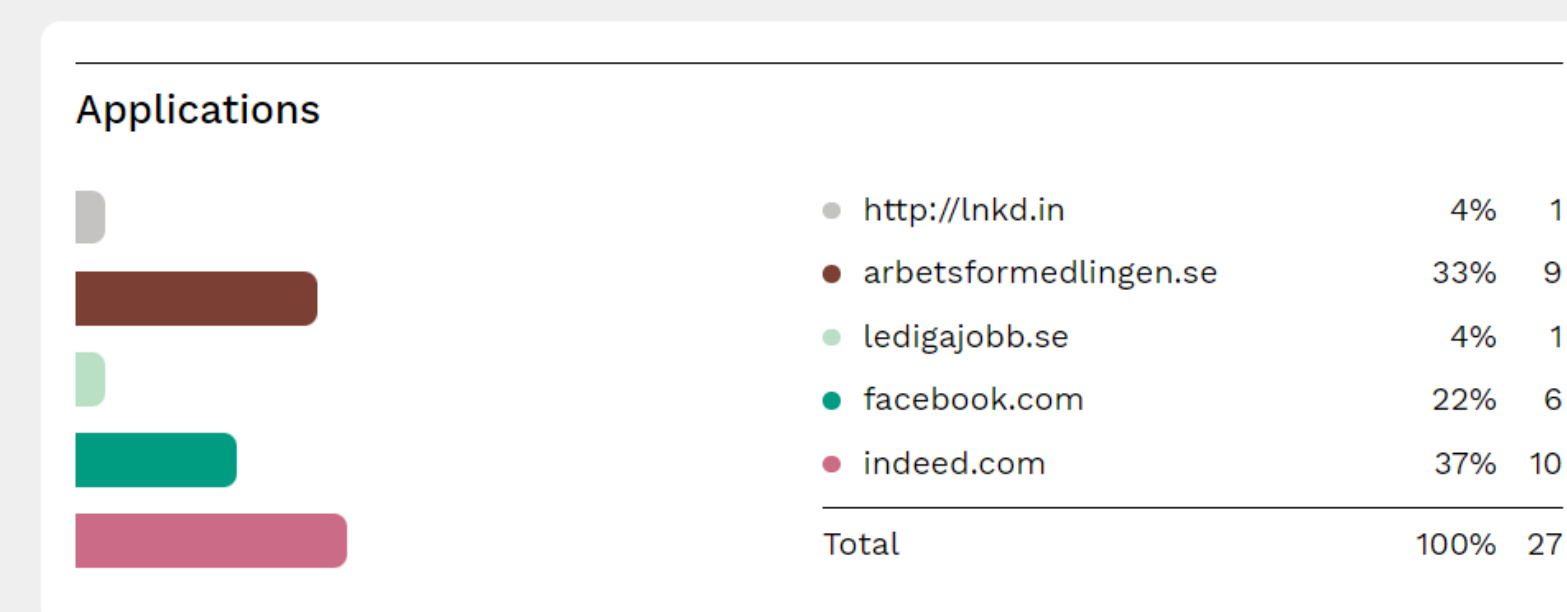 Applications
http://lnkd.in 4% 1
arbetsformedlingen.se 33% 9
ledigajobb.se 4% 1
facebook.com 22% 6
indeed.com 37% 10
Total 100% 27